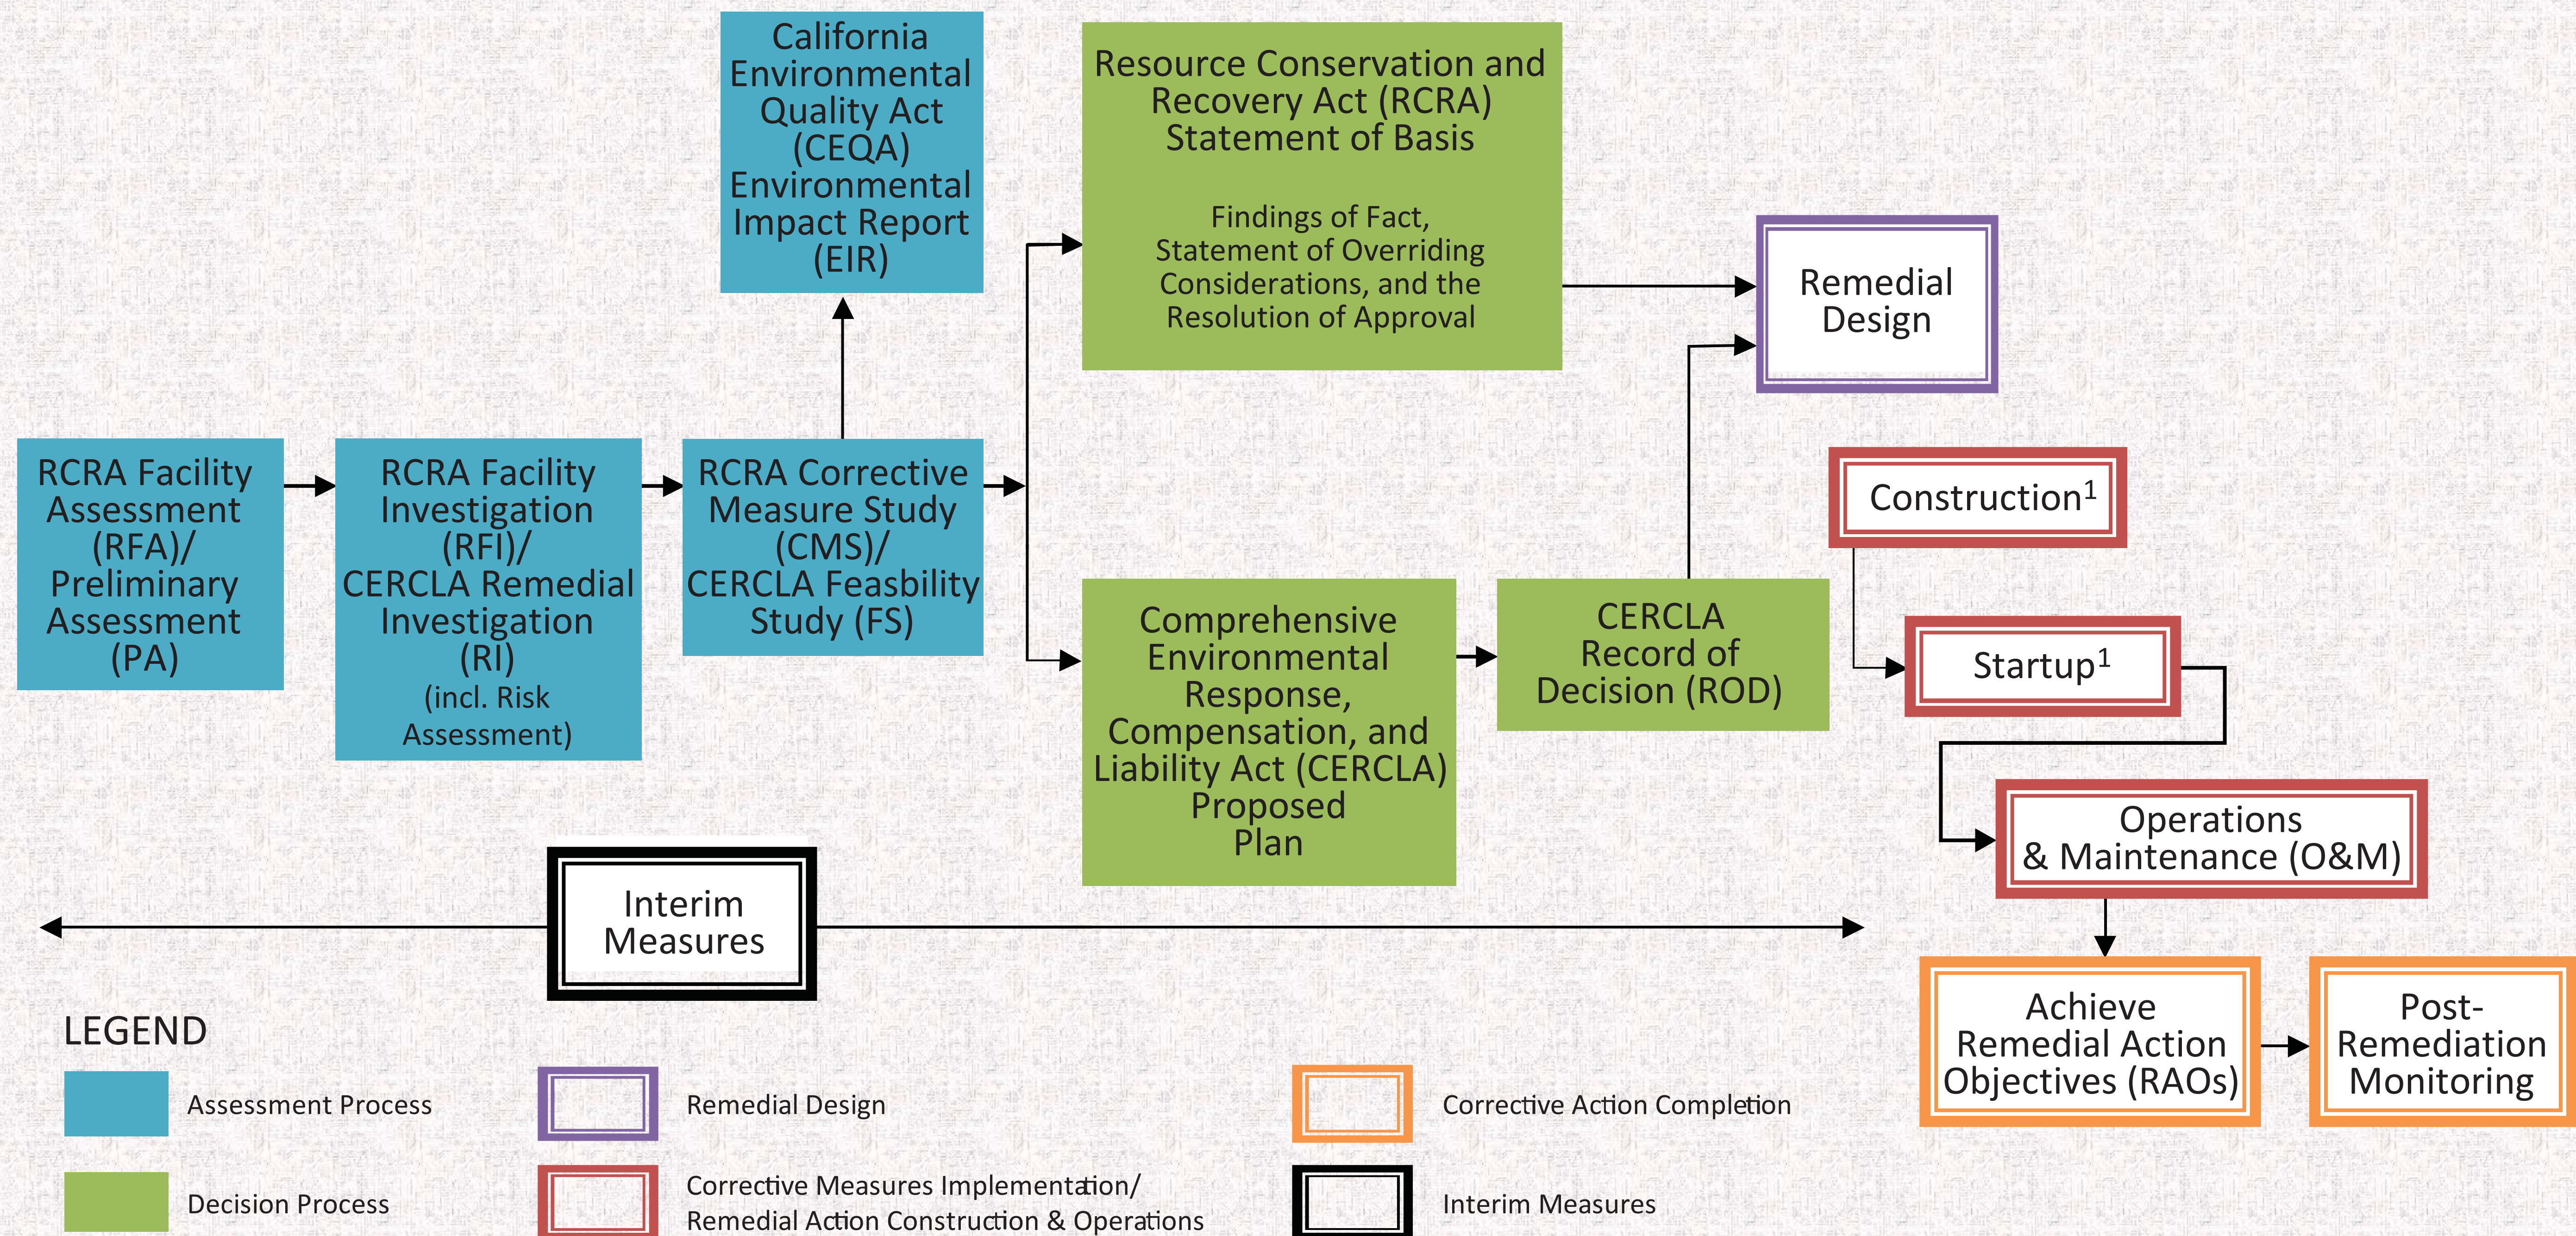 California
Environmental
Quality Act
(CEQA)
Environmental
Impact Report
(EIR)
Resource Conservation and
Recovery Act (RCRA)
Statement of Basis
Findings of Fact,
Statement of Overriding
Considerations, and the
Resolution of Approval
Remedial
Design
RCRA Facility
Assessment
(RFA)/
Preliminary
Assessment
(PA)
RCRA Facility
Investigation
(RFI)/
CERCLA Remedial
Investigation
(RI)
(incl. Risk
Assessment)
RCRA Corrective
Measure Study
(CMS)/
CERCLA Feasbility
Study (FS)
Comprehensive
Environmental
Response,
Compensation, and
Liability Act (CERCLA)
Proposed
Plan
CERCLA
Record of
Decision (ROD)
Construction¹
Startup¹
Operations
& Maintenance (O&M)
Interim
Measures
Achieve
Remedial Action
Objectives (RAOs)
Post-
Remediation
Monitoring
LEGEND
Assessment Process
Decision Process
Remedial Design
Corrective Measures Implementation/
Remedial Action Construction & Operations
Corrective Action Completion
Interim Measures